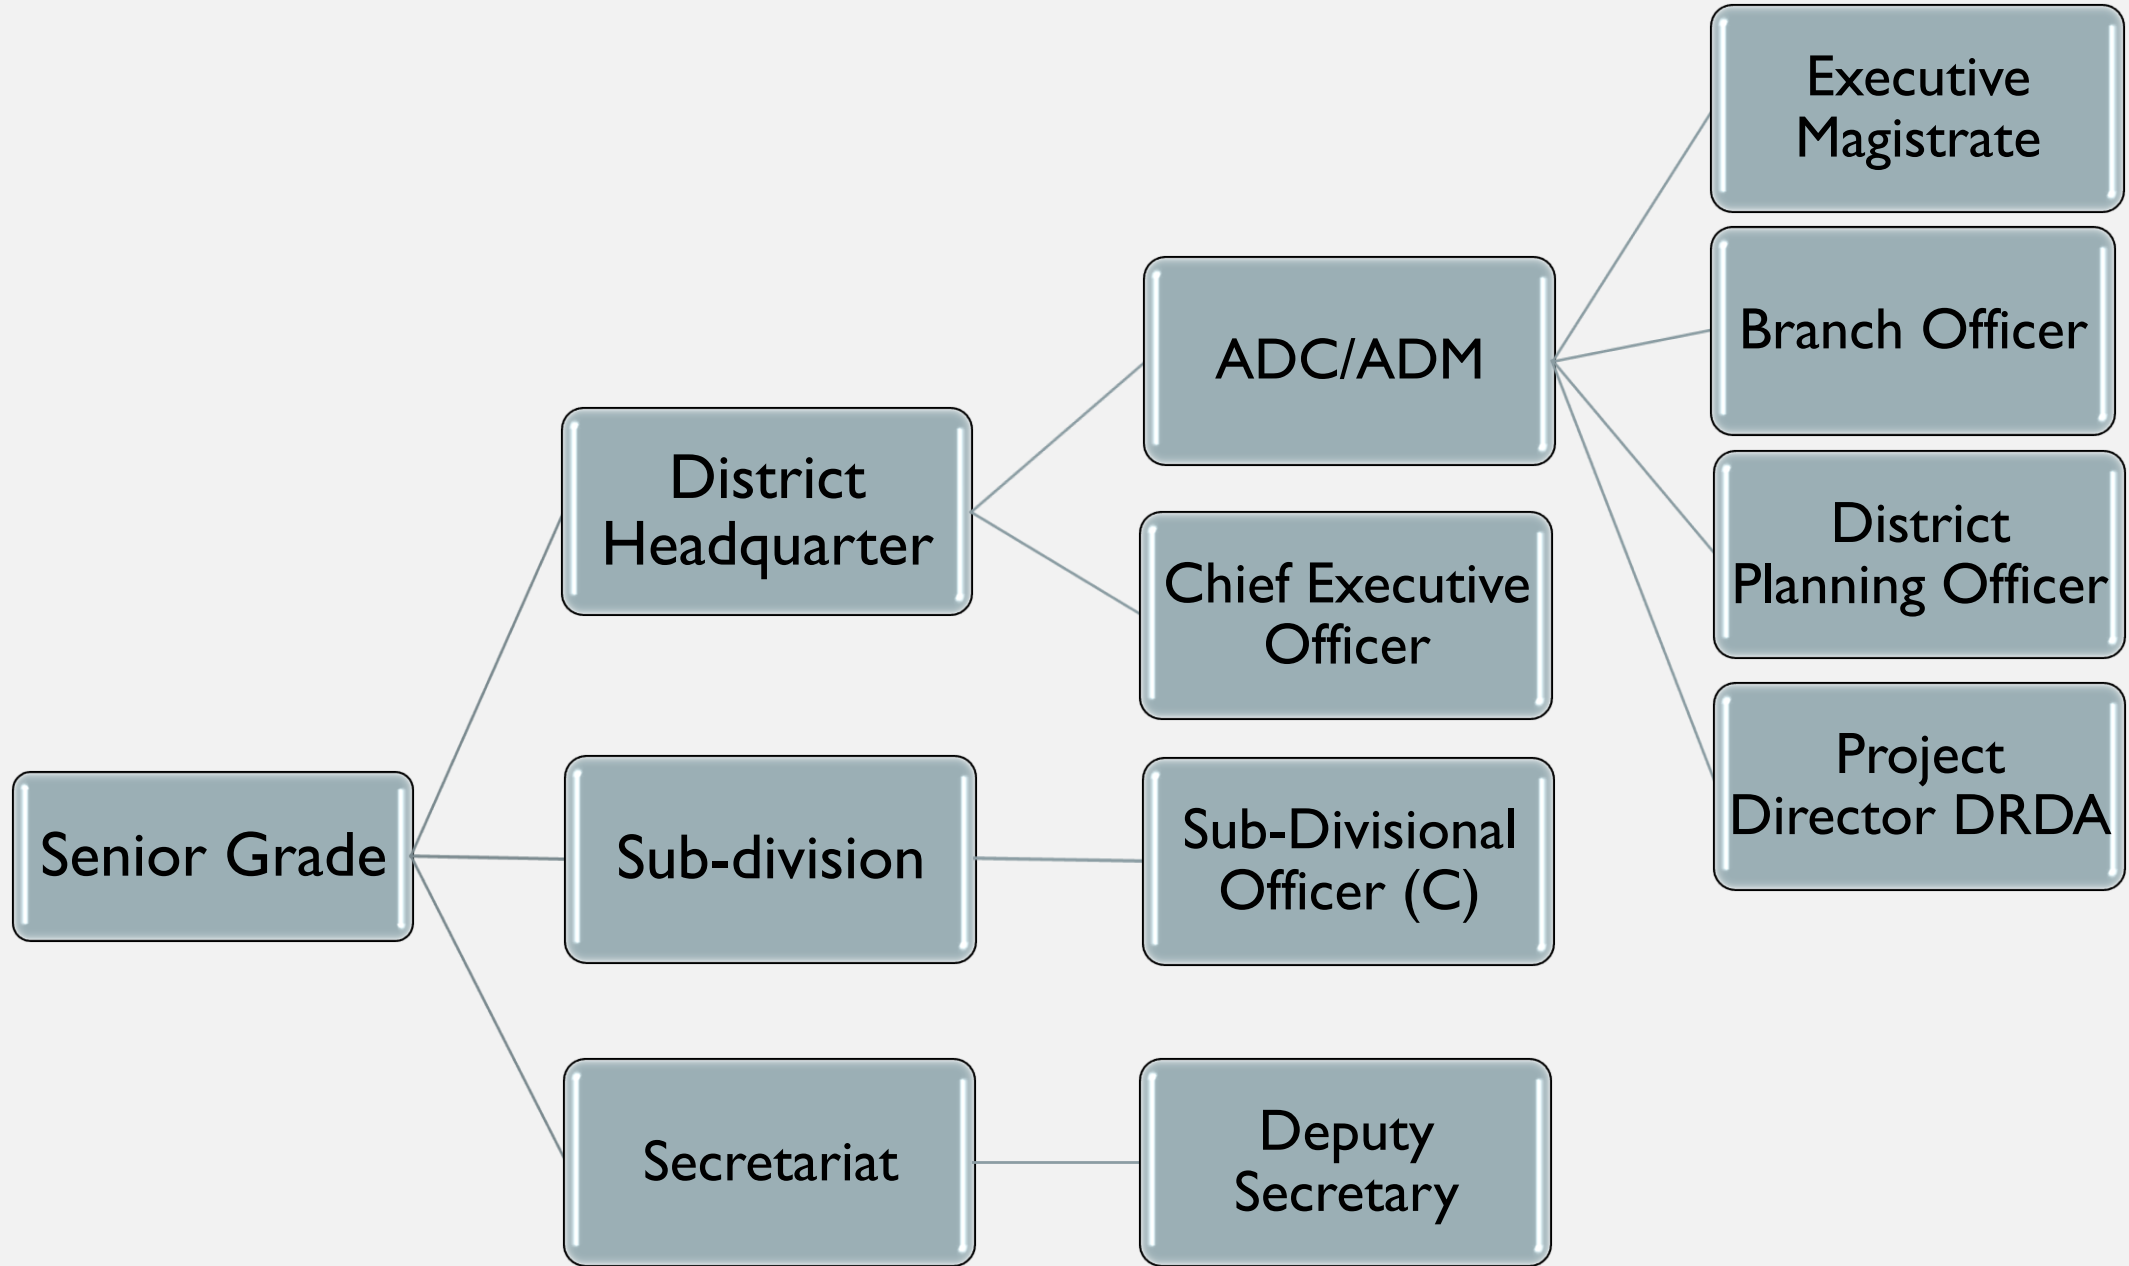 Executive
Magistrate
Branch Officer
ADC/ADM
District
Headquarter
District
Planning Officer
Chief Executive
Officer
Project
Director DRDA
Senior Grade
Sub-division
Sub-Divisional
Officer (C)
Secretariat
Deputy
Secretary